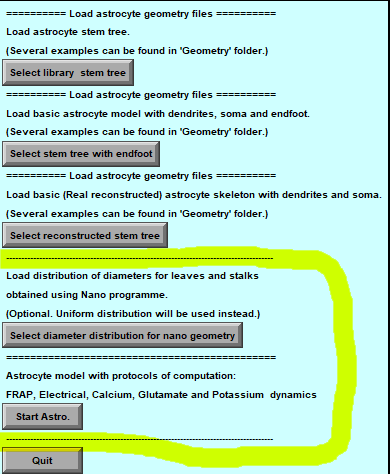 ========== Load astrocyte geometry files ==========
Load astrocyte stem tree.
(Several examples can be found in 'Geometry' folder.)
Select library stem tree
========== Load astrocyte geometry files ==========
Load basic astrocyte model with dendrites, soma and endfoot.
(Several examples can be found in 'Geometry' folder.)
Select stem tree with endfoot
========== Load astrocyte geometry files ==========
Load basic (Real reconstructed) astrocyte skeleton with dendrites and soma.
(Several examples can be found in 'Geometry' folder.)
Select reconstructed stem tree
--------------------------------------------------------------------------------
Load distribution of diameters for leaves and stalks
obtained using Nano programme.
(Optional. Uniform distribution will be used instead.)
Select diameter distribution for nano geometry
=============================================
Astrocyte model with protocols of computation:
FRAP, Electrical, Calcium, Glutamate and Potassium dynamics
Start Astro.
--------------------------------------------------------------------------------
Quit